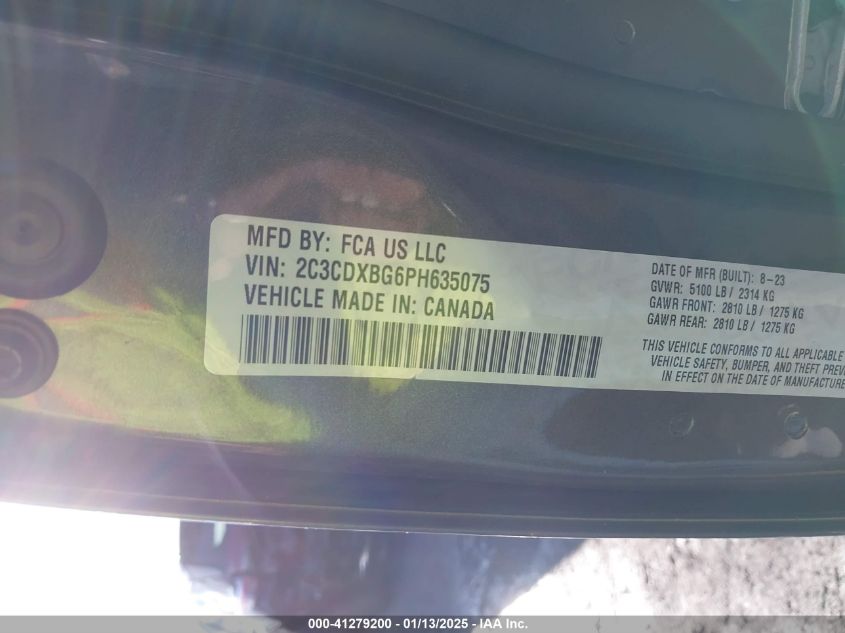 MFD BY: FCA US LLC
VIN: 2C3CDXBG6PH635075
VEHICLE MADE IN: CANADA
DATE OF MFR (BUILT): 8-23
GVWR: 5100 LB / 2314 KG
GAWR FRONT: 2810 LB / 1275 KG
GAWR REAR: 2810 LB / 1275 KG
THIS VEHICLE CONFORMS TO ALL APPLICABLE
VEHICLE SAFETY, BUMPER, AND THEFT PREV
IN EFFECT ON THE DATE OF MANUFACTURE
000-41279200 - 01/13/2025 - IAA Inc.